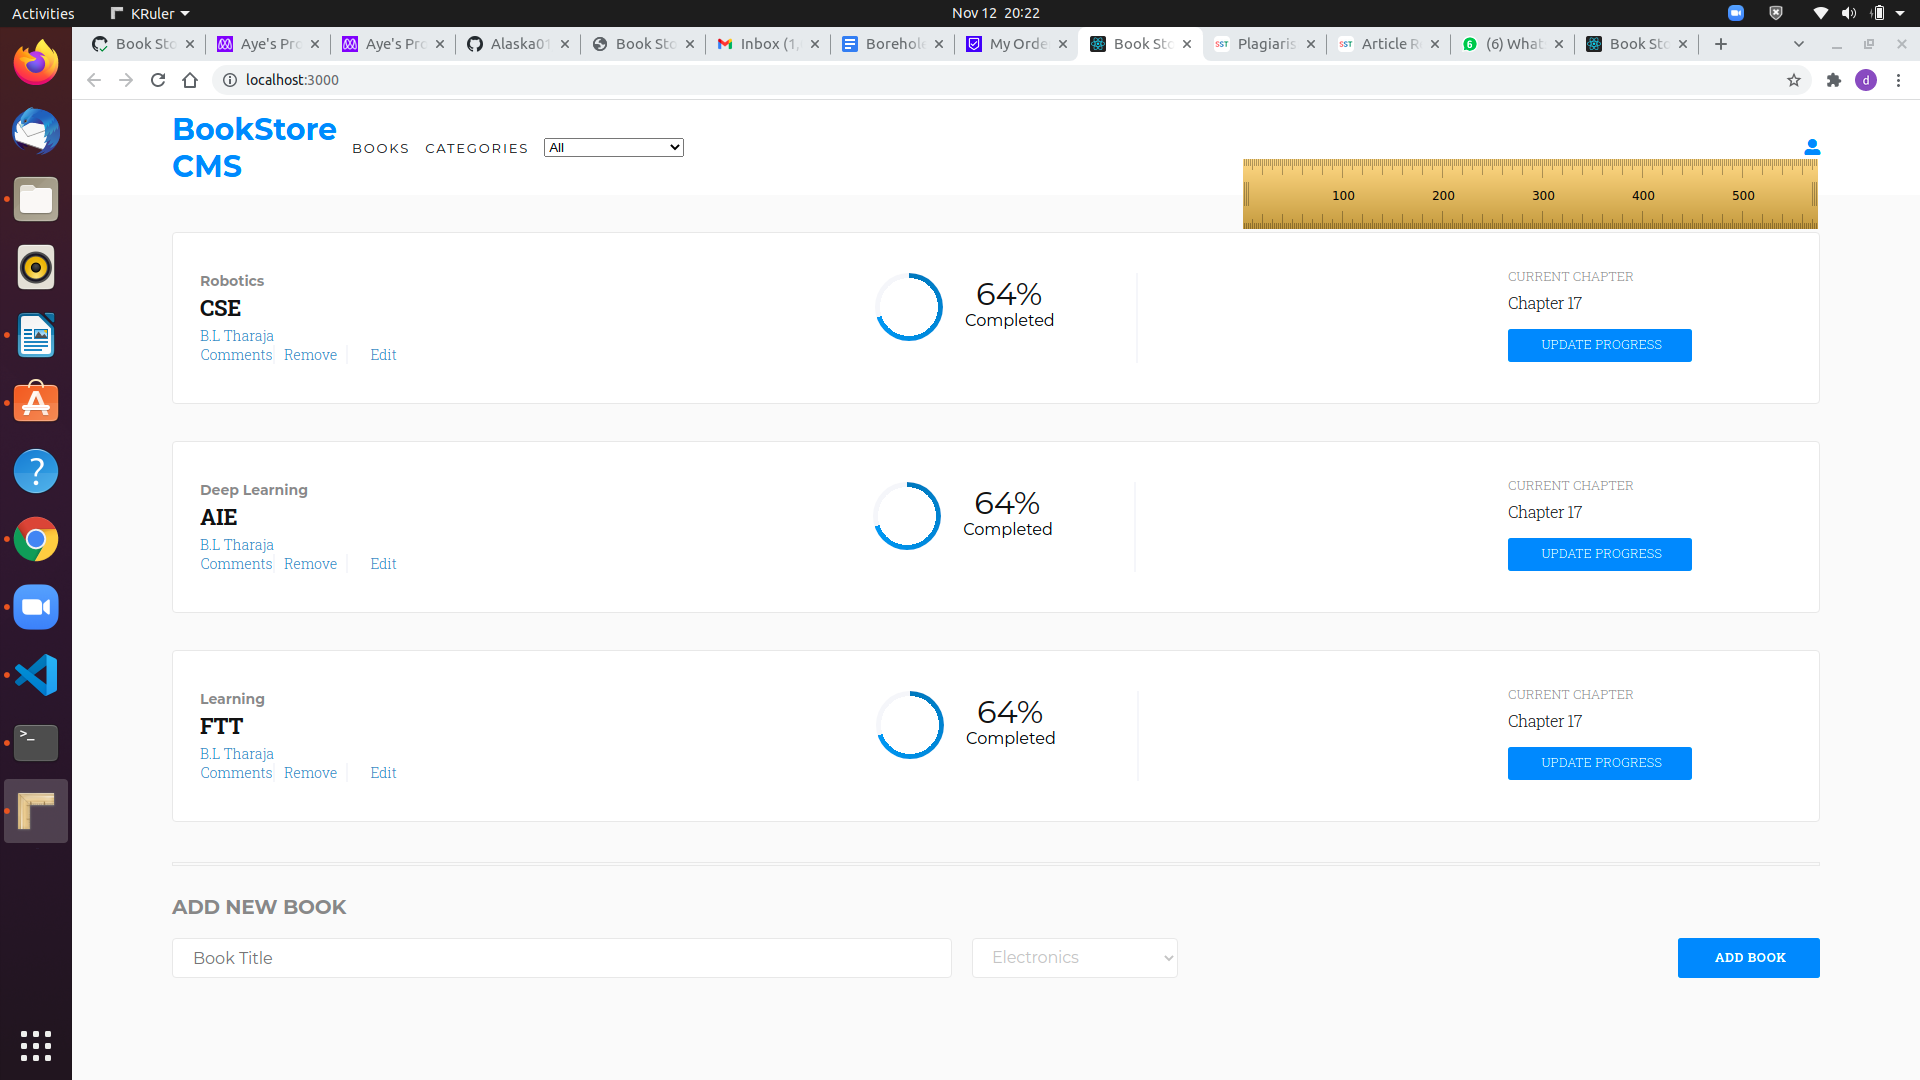 Activities
KRuler
Nov 12 20:22
Book Sto
Aye's Pro
Aye's Pro
Alaska01
Book Sto
Inbox (1,
Borehole
My Orde
Book Sto
Plagiaris
Article R
(6) What
Book Sto
localhost:3000
d
BookStore
CMS
BOOKS
CATEGORIES
All
100 200 300 400 500
Robotics
CSE
B.L Tharaja
Comments Remove Edit
64%
Completed
CURRENT CHAPTER
Chapter 17
UPDATE PROGRESS
Deep Learning
AIE
B.L Tharaja
Comments Remove Edit
64%
Completed
CURRENT CHAPTER
Chapter 17
UPDATE PROGRESS
Learning
FTT
B.L Tharaja
Comments Remove Edit
64%
Completed
CURRENT CHAPTER
Chapter 17
UPDATE PROGRESS
ADD NEW BOOK
Book Title
Electronics
ADD BOOK